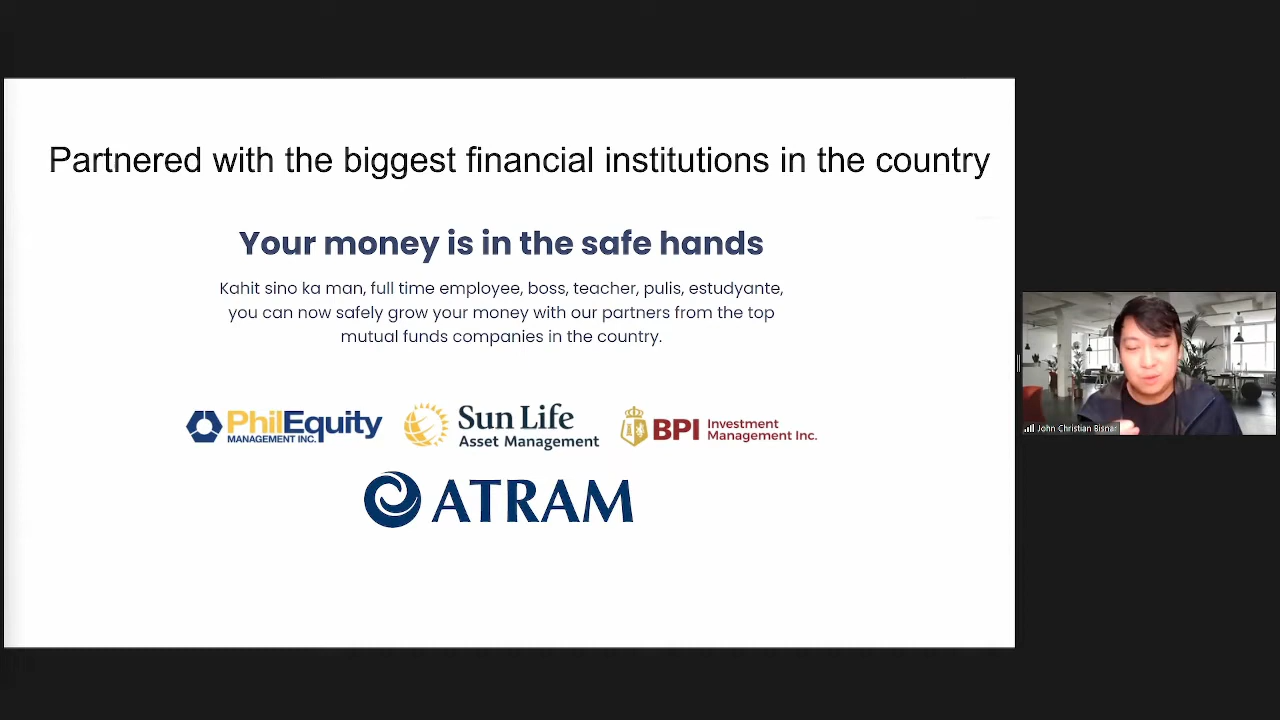 Partnered with the biggest financial institutions in the country
Your money is in the safe hands
Kahit sino ka man, full time employee, boss, teacher, pulis, estudyante,
you can now safely grow your money with our partners from the top
mutual funds companies in the country.
PhilEquity
MANAGEMENT INC.
Sun Life
Asset Management
BPI Investment
Management Inc.
ATRAM
John Christian Bisnar